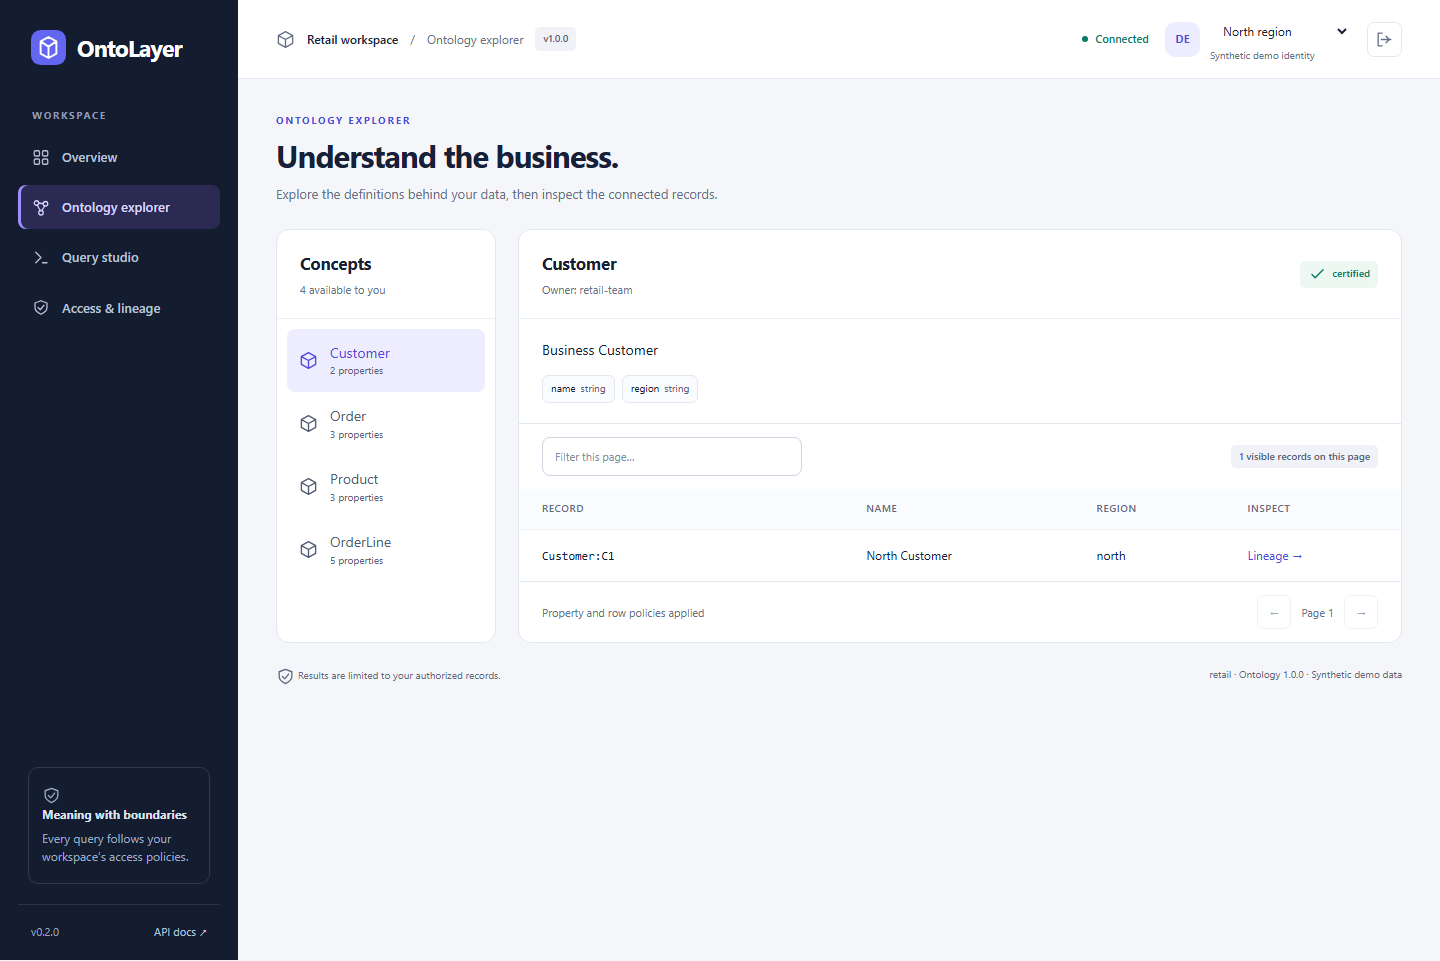 OntoLayer
WORKSPACE
Overview
Ontology explorer
Query studio
Access & lineage
Meaning with boundaries
Every query follows your
workspace's access policies.
v0.2.0
API docs ↗
Retail workspace / Ontology explorer v1.0.0
Connected
DE
North region
Synthetic demo identity
ONTOLOGY EXPLORER
Understand the business.
Explore the definitions behind your data, then inspect the connected records.
Concepts
4 available to you
Customer
2 properties
Order
3 properties
Product
3 properties
OrderLine
5 properties
Customer
Owner: retail-team
certified
Business Customer
name string region string
Filter this page...
1 visible records on this page
RECORD NAME REGION INSPECT
Customer:C1 North Customer north Lineage →
Property and row policies applied
← Page 1 →
Results are limited to your authorized records.
retail · Ontology 1.0.0 · Synthetic demo data